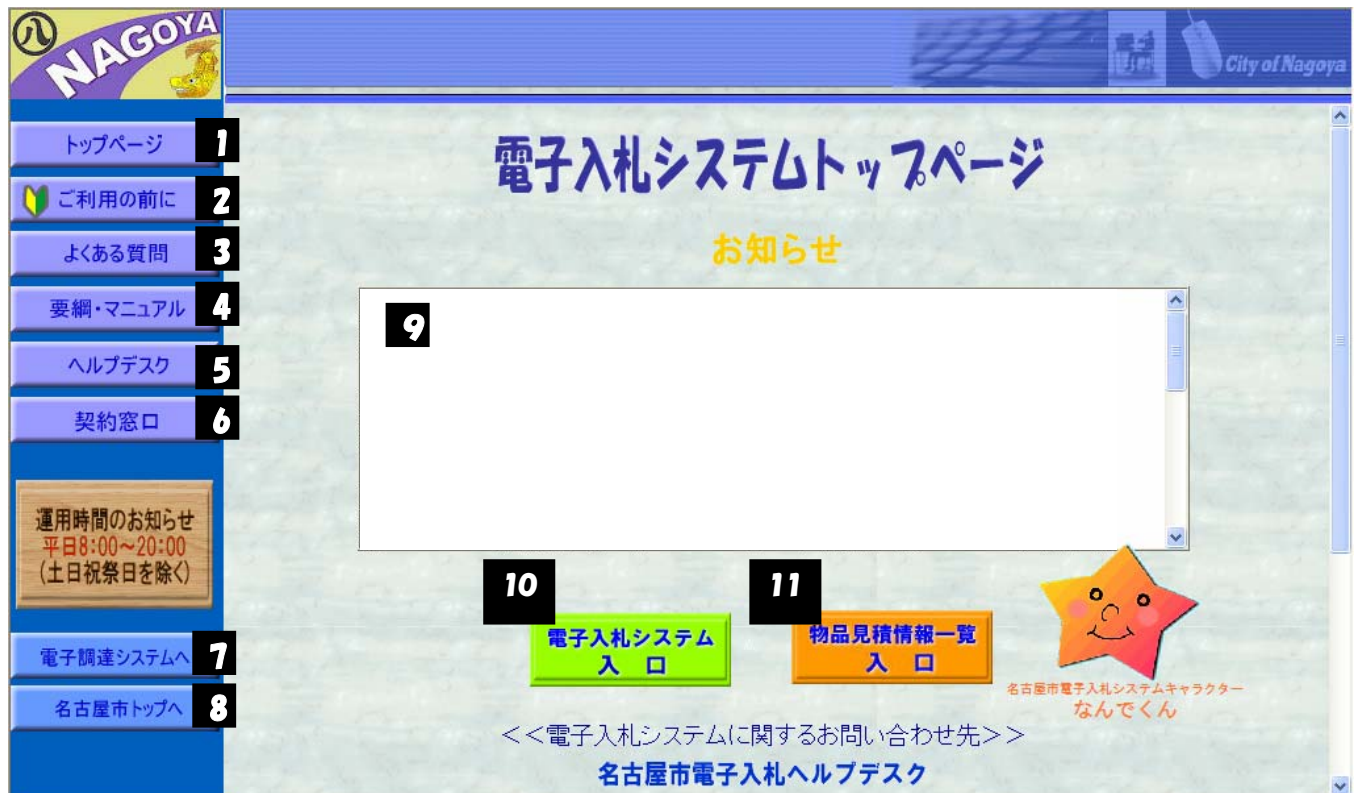 八
NAGOYA
City of Nagoya
トップページ 1
ご利用の前に 2
よくある質問 3
要綱・マニュアル 4
ヘルプデスク 5
契約窓口 6
運用時間のお知らせ
平日8:00~20:00
(土日祝祭日を除く)
電子調達システムへ 7
名古屋市トップへ 8
電子入札システムトップページ
お知らせ
9
10
電子入札システム
入 口
11
物品見積情報一覧
入 口
名古屋市電子入札システムキャラクター
なんでくん
<<電子入札システムに関するお問い合わせ先>>
名古屋市電子入札ヘルプデスク